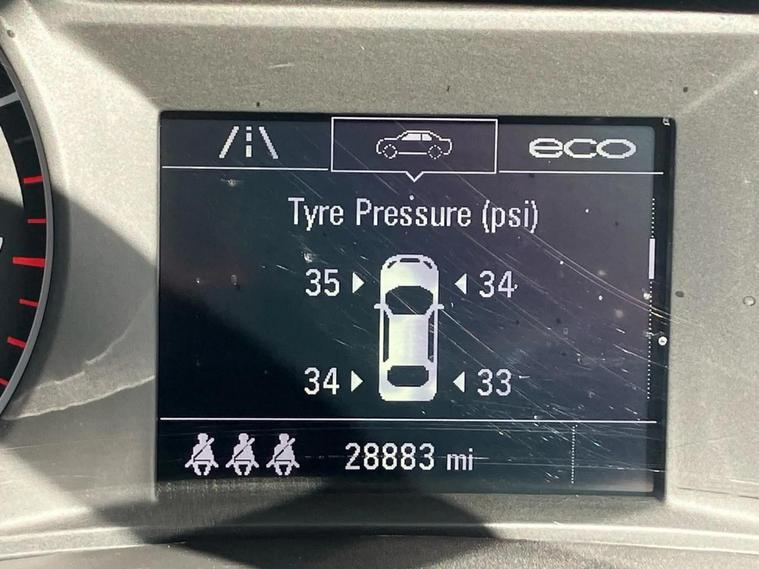 eco
Tyre Pressure (psi)
35 34
34 33
28883 mi